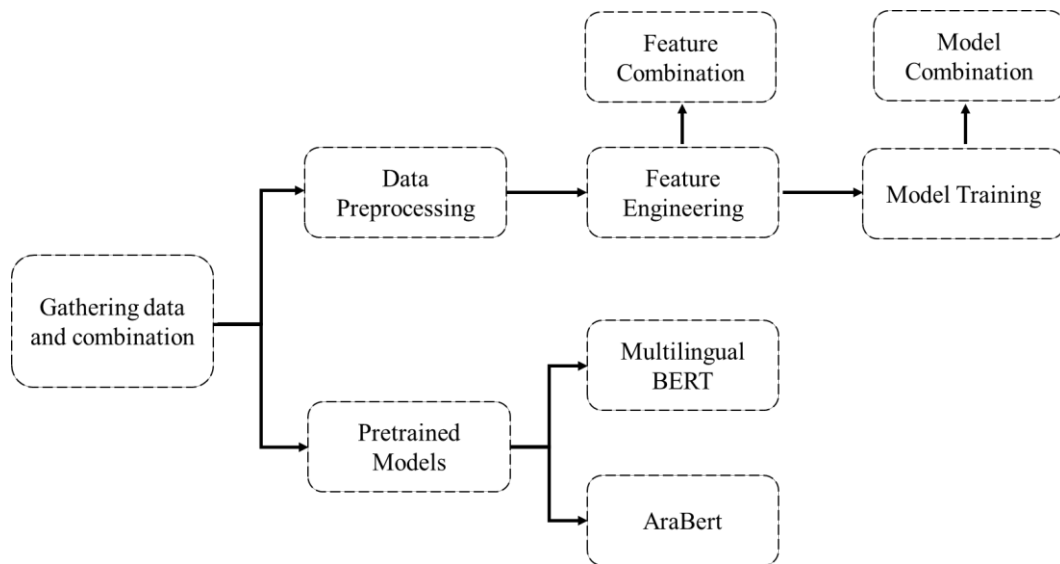 Feature
Combination
Model
Combination
Data
Preprocessing
Feature
Engineering
Model Training
Gathering data
and combination
Multilingual
BERT
Pretrained
Models
AraBert